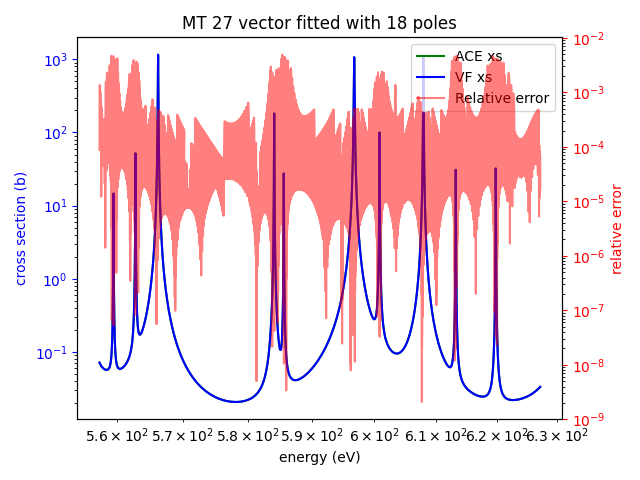 MT 27 vector fitted with 18 poles
ACE xs
VF xs
Relative error
10³
10²
10¹
10⁰
10⁻¹
cross section (b)
10⁻²
10⁻³
10⁻⁴
10⁻⁵
10⁻⁶
10⁻⁷
10⁻⁸
10⁻⁹
relative error
5.6 × 10² 5.7 × 10² 5.8 × 10² 5.9 × 10² 6 × 10² 6.1 × 10² 6.2 × 10² 6.3 × 10²
energy (eV)